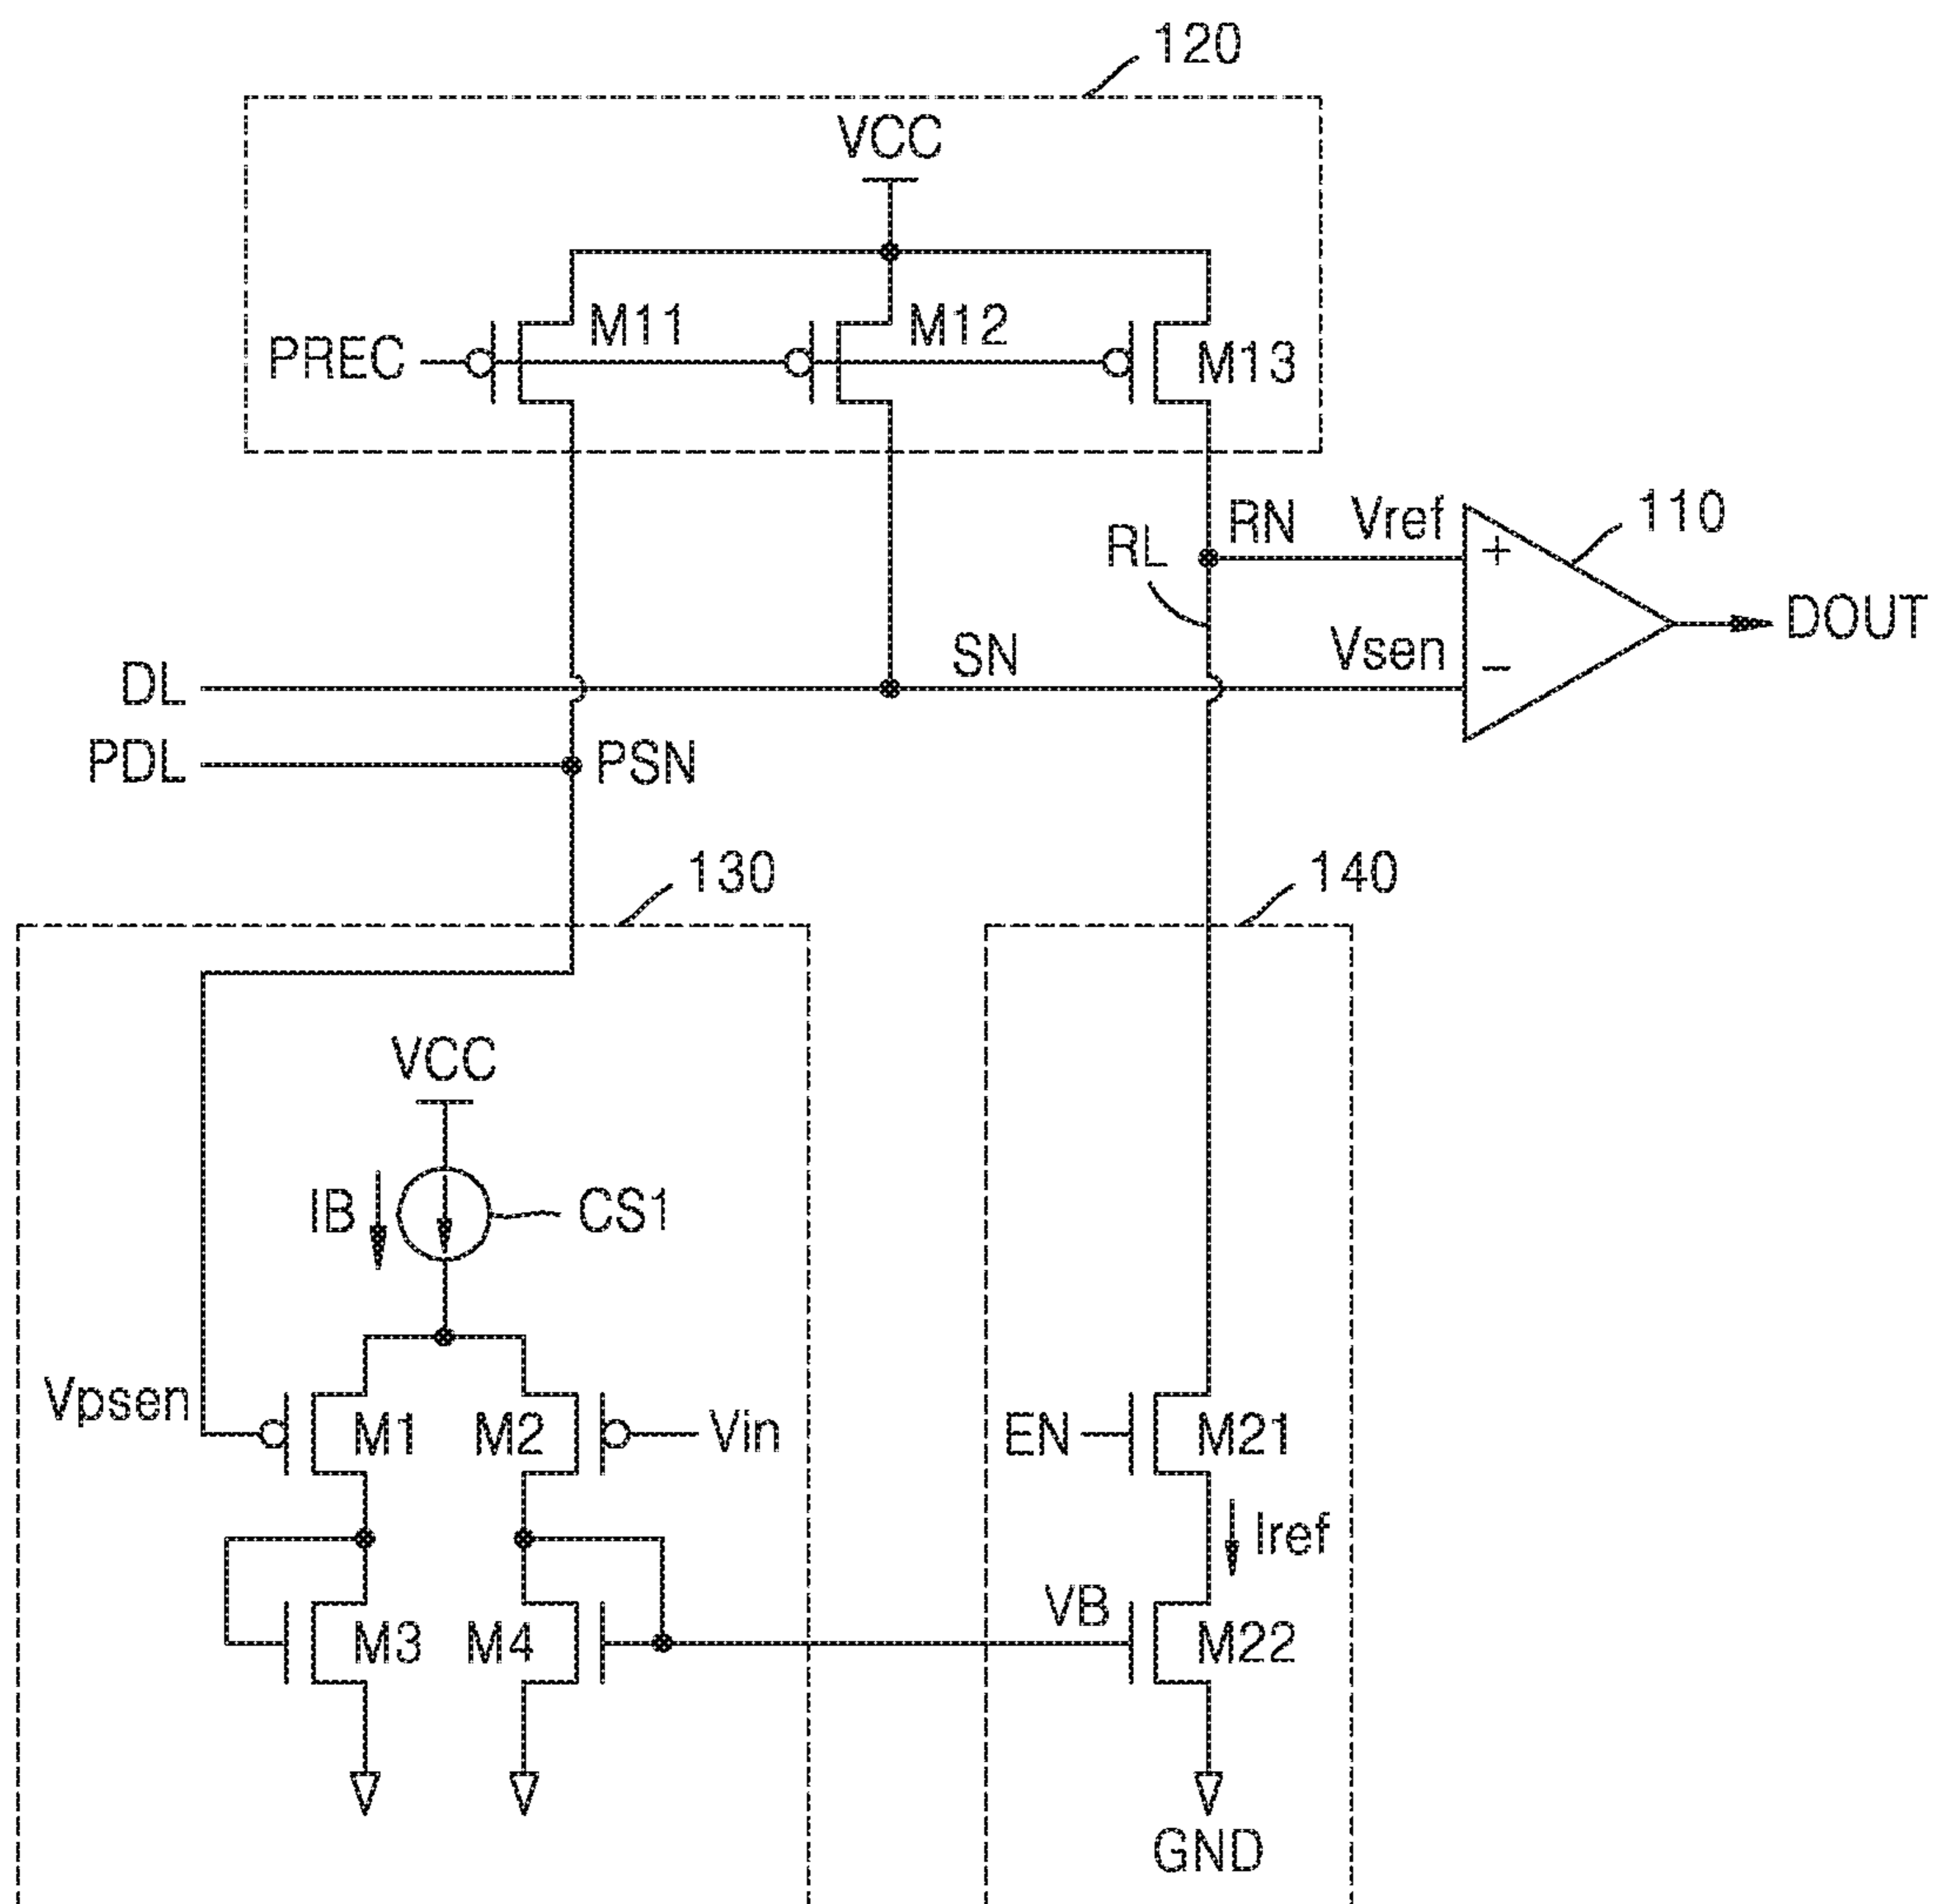 120
VCC
M11
M12
PREC
M13
110
RN
Vref
RL
+
DOUT
SN
Vsen
−
DL
PDL
PSN
130
140
VCC
IB
CS1
Vpsen
M1
M2
Vin
EN
M21
Iref
VB
M3
M4
M22
GND